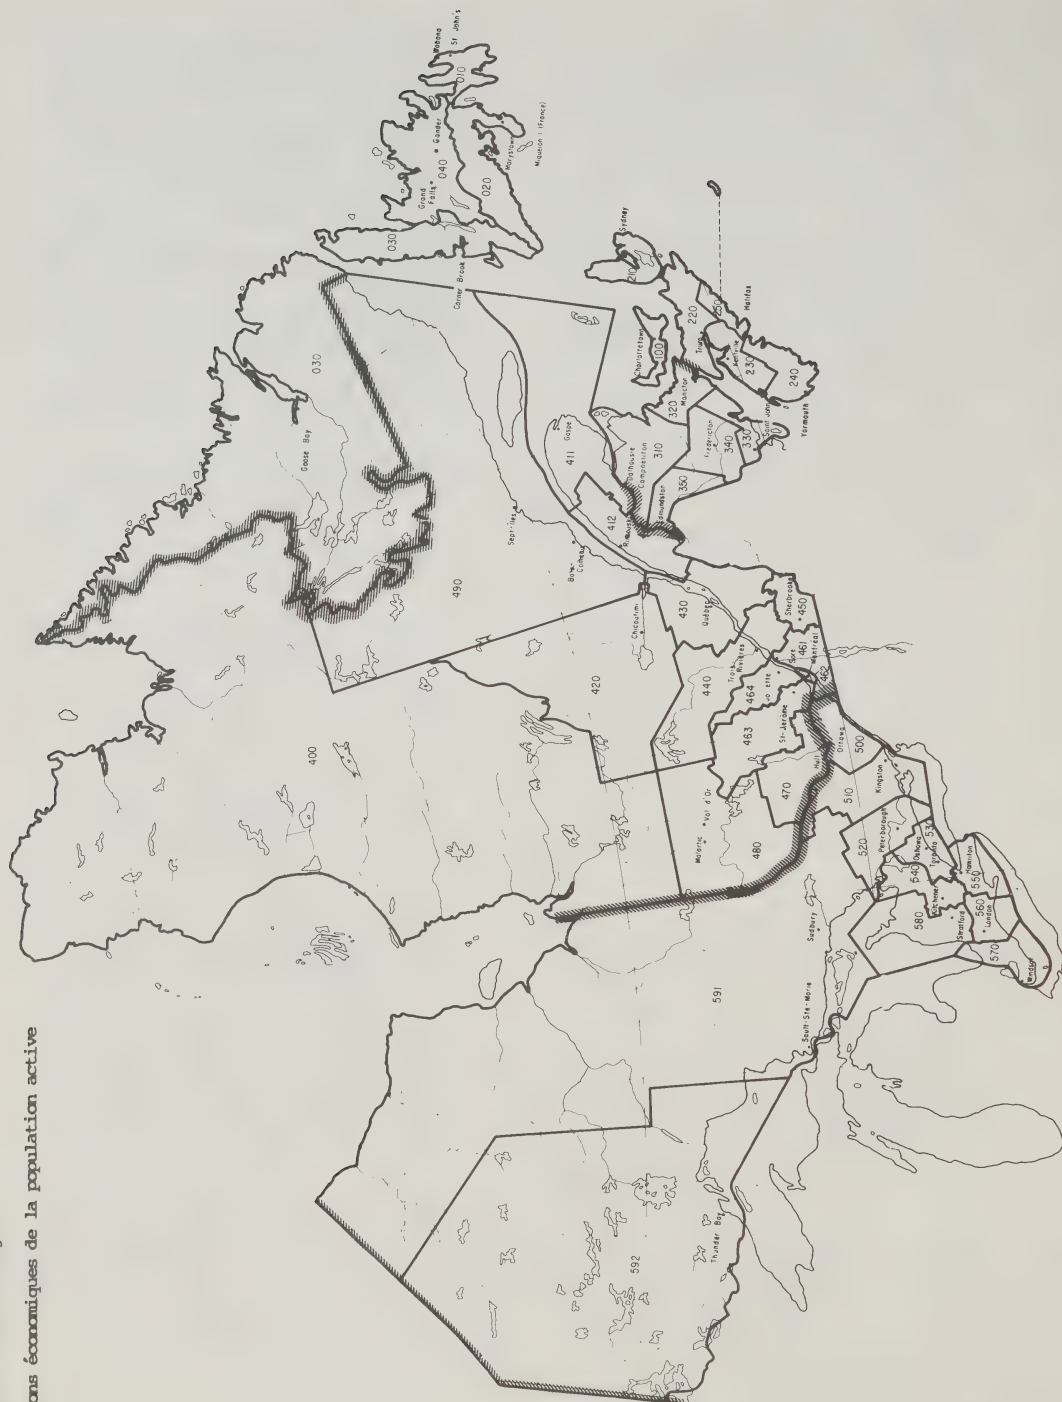 ons économiques de la population active
Wabana
St John's
010
Gander
040
Grand
Falls
020
Marystown
Miquelon I (France)
030
Corner Brook
030
Goose Bay
Sydney
210
220
250
Halifax
Truro
Kentville
230
240
Yarmouth
Charlottetown
100
Moncton
320
310
Dalhousie
Campbellton
Fredericton
340
330
Saint John
350
Edmundston
411
Gaspé
412
Sept-Iles
490
Chicoutimi
430
Québec
420
400
440
Trois
Rivières
Sherbrooke
450
461
Montréal
462
464
463
St-Jérôme
Hull
Ottawa
500
470
Val d'Or
Malartic
480
510
Kingston
520
Peterborough
530
Oshawa
Toronto
540
Kitchener
Hamilton
550
560
London
Stratford
580
570
Windsor
Sudbury
591
Sault-Ste-Marie
592
Thunder Bay